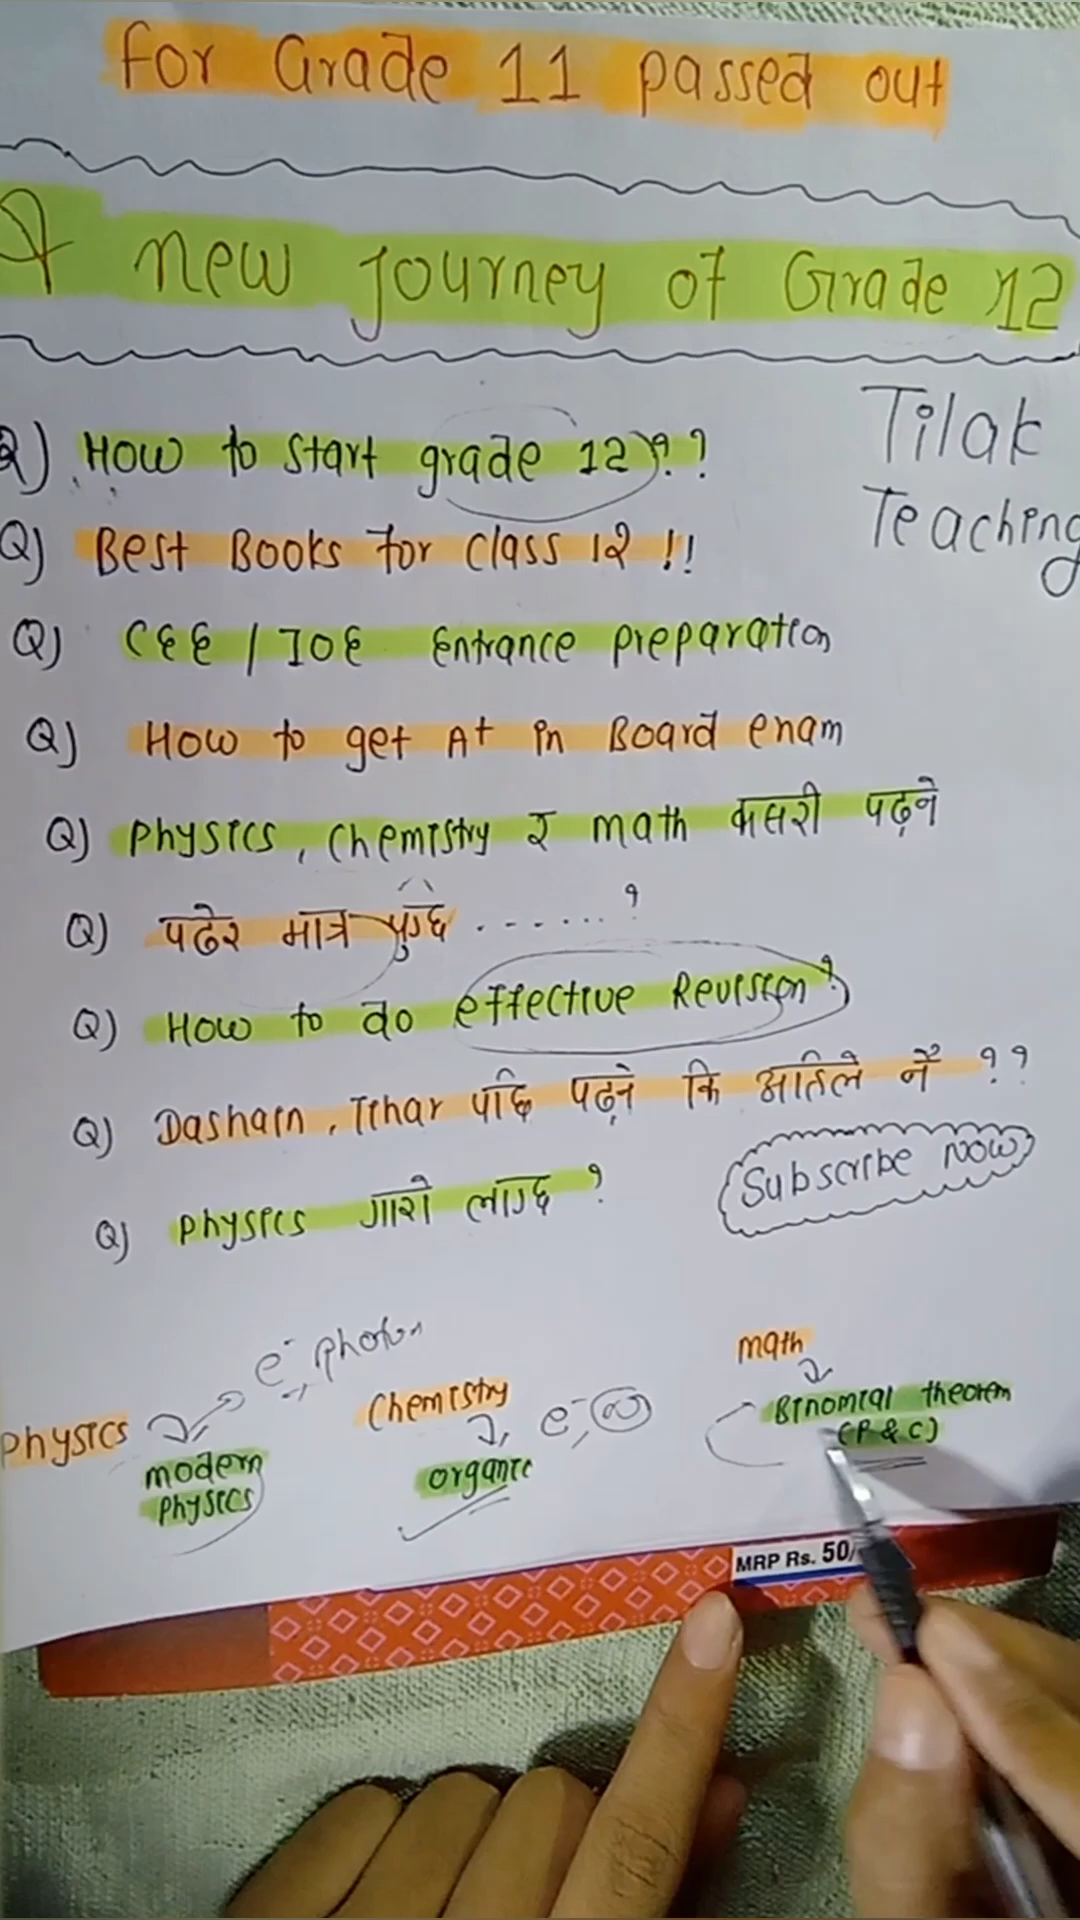 For Grade 11 passed out
A new journey of Grade 12
Tilak
Teaching
Q) How to start grade 12 ??
Q) Best Books for class 12 !!
Q) CEE / IOE Entrance preparation
Q) How to get A+ in Board enam
Q) Physics, Chemistry र math कसरी पढ्ने
Q) पढेर मात्र पुग्छ . . . . . . . ?
Q) How to do effective Revision ?
Q) Dashain, Tihar पछि पढ्ने कि अहिले नै ??
Subscribe Now
Q) physics गारो लाग्छ ?
e⁻, photon
Physics
modern
physics
Chemistry
e⁻,
organic
math
Binomial theorem
(P & C)
MRP Rs. 50/